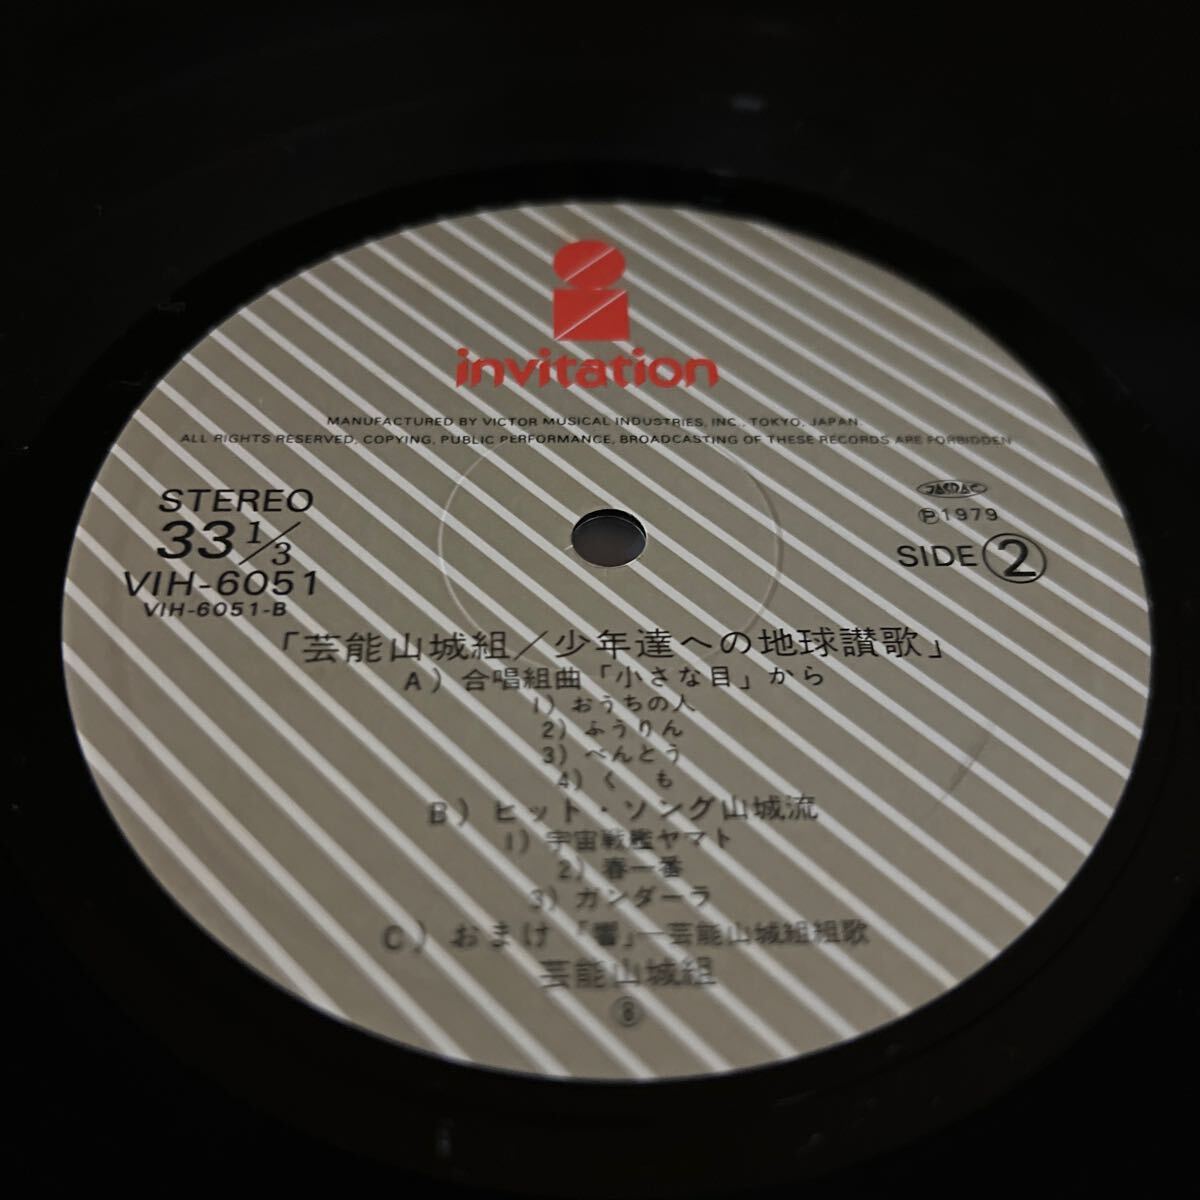 invitation
MANUFACTURED BY VICTOR MUSICAL INDUSTRIES, INC., TOKYO, JAPAN.
ALL RIGHTS RESERVED, COPYING, PUBLIC PERFORMANCE, BROADCASTING OF THESE RECORDS ARE FORBIDDEN
STEREO
33 1/3
VIH-6051
VIH-6051-B
JASRAC
Ⓟ1979
SIDE ②
「芸能山城組/少年達への地球讃歌」
A) 合唱組曲「小さな目」から
1) おうちの人
2) ふうりん
3) べんとう
4) く も
B) ヒット・ソング山城流
1) 宇宙戦艦ヤマト
2) 春一番
3) ガンダーラ
C) おまけ 「響」—芸能山城組組歌
芸能山城組
⑧